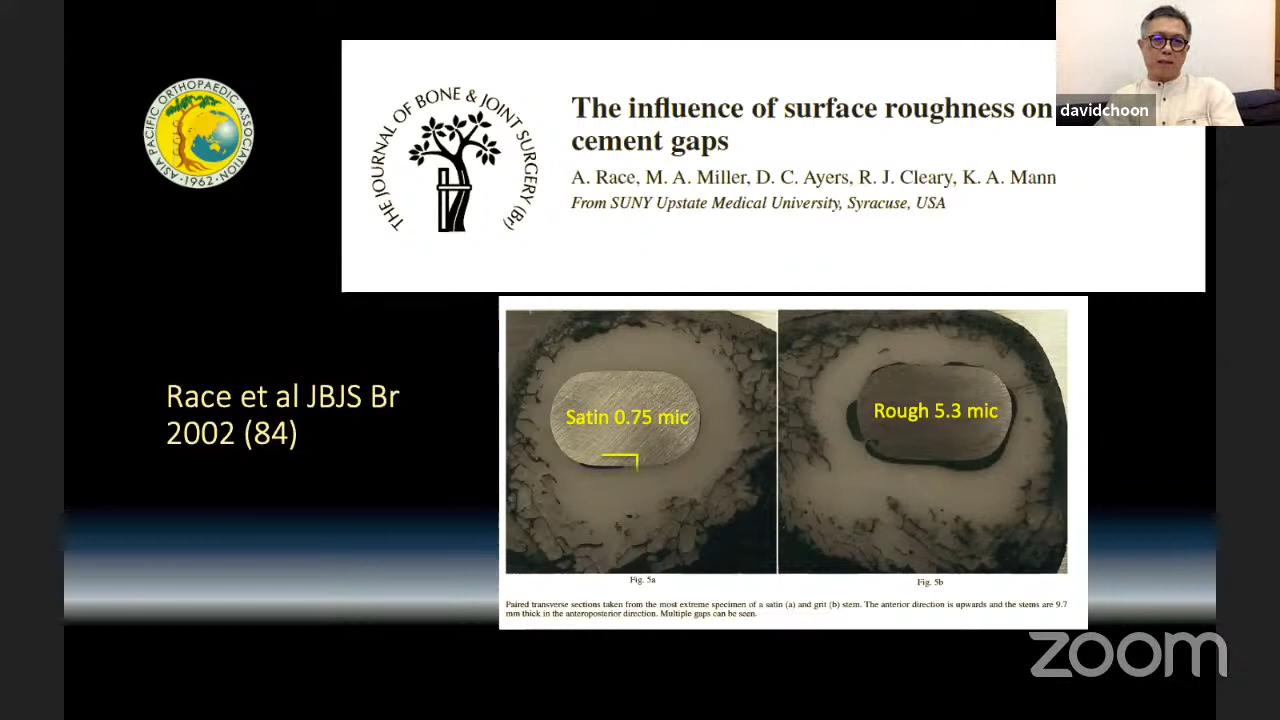 ASIA PACIFIC ORTHOPAEDIC ASSOCIATION
· 1962 ·
THE JOURNAL OF BONE & JOINT SURGERY (Br)
The influence of surface roughness on
cement gaps
A. Race, M. A. Miller, D. C. Ayers, R. J. Cleary, K. A. Mann
From SUNY Upstate Medical University, Syracuse, USA
davidchoon
Race et al JBJS Br
2002 (84)
Satin 0.75 mic
Rough 5.3 mic
Fig. 5a
Fig. 5b
Paired transverse sections taken from the most extreme specimen of a satin (a) and grit (b) stem. The anterior direction is upwards and the stems are 9.7
mm thick in the anteroposterior direction. Multiple gaps can be seen.
zoom